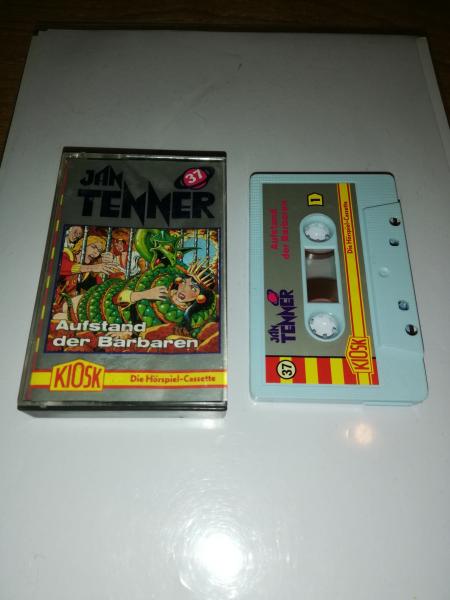 JAN
37
TENNER
Aufstand
der Barbaren
KIOSK
Die Hörspiel-Cassette
37
JAN
TENNER
Aufstand
der Barbaren
1
KIOSK
Die Hörspiel-Cassette